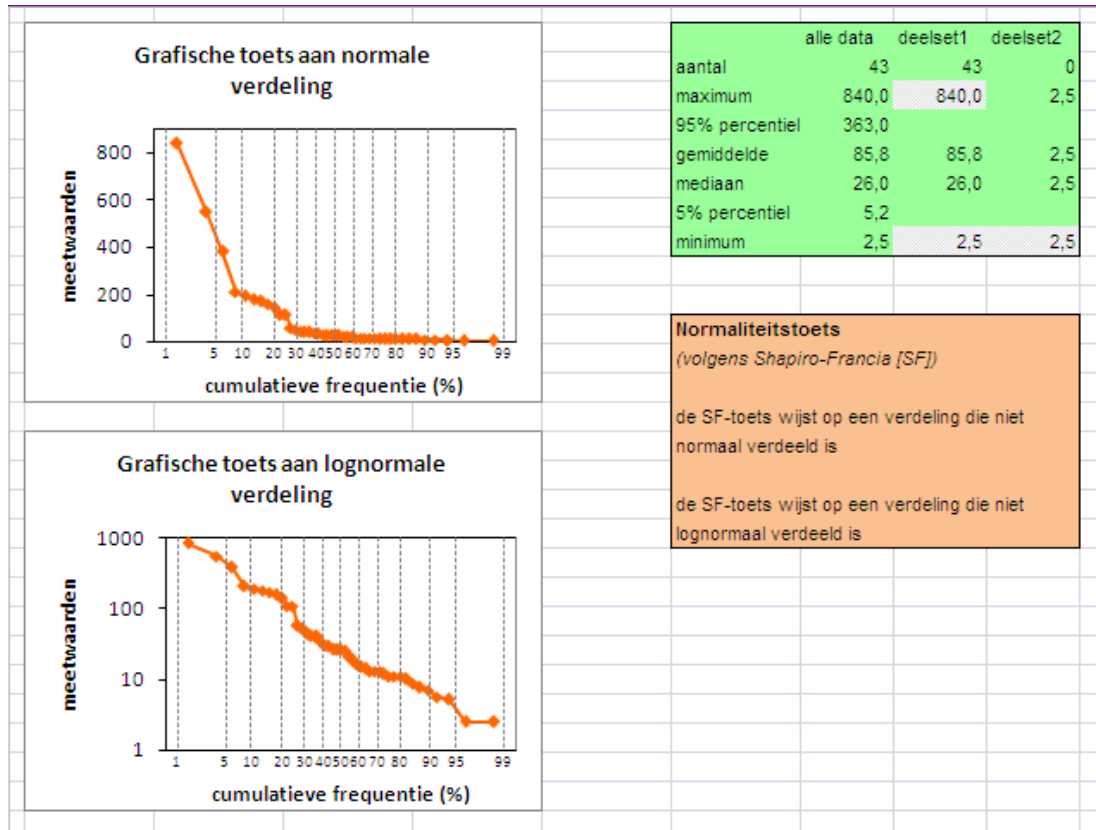 Grafische toets aan normale
verdeling
800
600
400
200
0
meetwaarden
1 5 10 20 30 40 50 60 70 80 90 95 99
cumulatieve frequentie (%)
Grafische toets aan lognormale
verdeling
1000
100
10
1
meetwaarden
1 5 10 20 30 40 50 60 70 80 90 95 99
cumulatieve frequentie (%)
alle data deelset1 deelset2
aantal 43 43 0
maximum 840,0 840,0 2,5
95% percentiel 363,0
gemiddelde 85,8 85,8 2,5
mediaan 26,0 26,0 2,5
5% percentiel 5,2
minimum 2,5 2,5 2,5
Normaliteitstoets
(volgens Shapiro-Francia [SF])
de SF-toets wijst op een verdeling die niet
normaal verdeeld is
de SF-toets wijst op een verdeling die niet
lognormaal verdeeld is